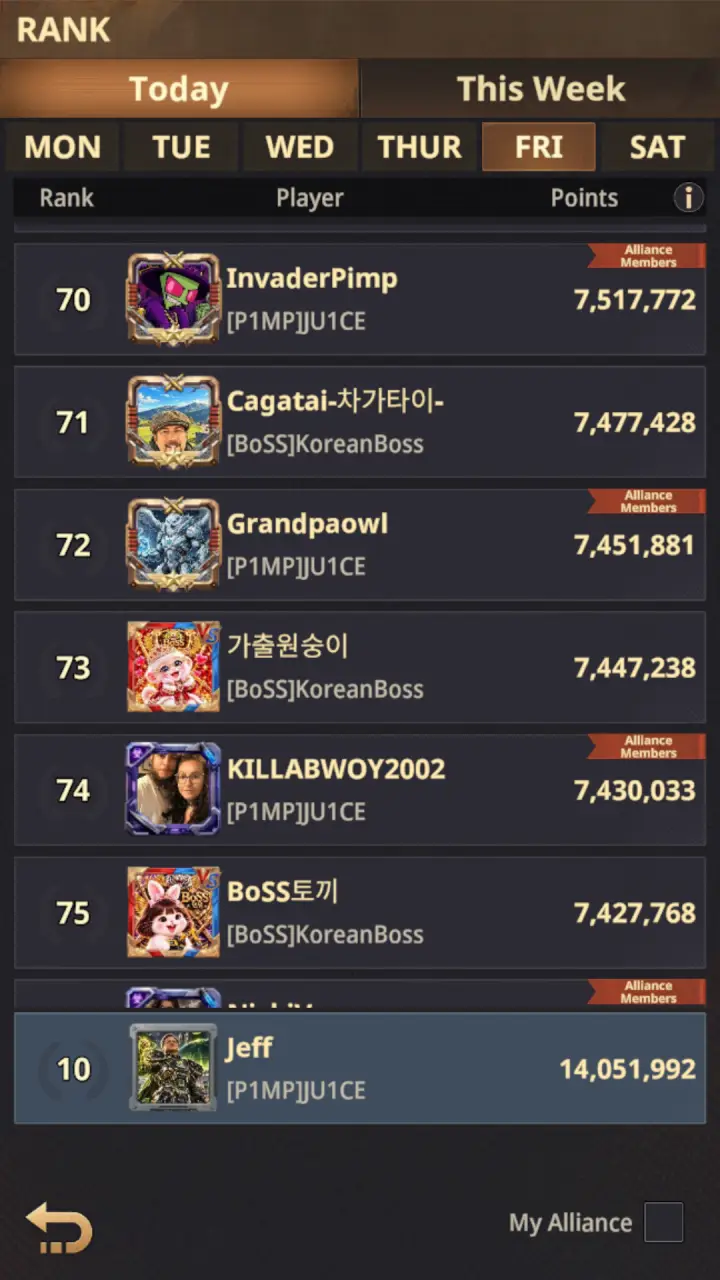 RANK
Today
This Week
MON
TUE
WED
THUR
FRI
SAT
Rank
Player
Points
Alliance
Members
70
InvaderPimp
[P1MP]JU1CE
7,517,772
71
Cagatai-차가타이-
[BoSS]KoreanBoss
7,477,428
Alliance
Members
72
Grandpaowl
[P1MP]JU1CE
7,451,881
73
가출원숭이
[BoSS]KoreanBoss
7,447,238
Alliance
Members
74
KILLABWOY2002
[P1MP]JU1CE
7,430,033
75
BoSS토끼
[BoSS]KoreanBoss
7,427,768
Alliance
Members
10
Jeff
[P1MP]JU1CE
14,051,992
My Alliance